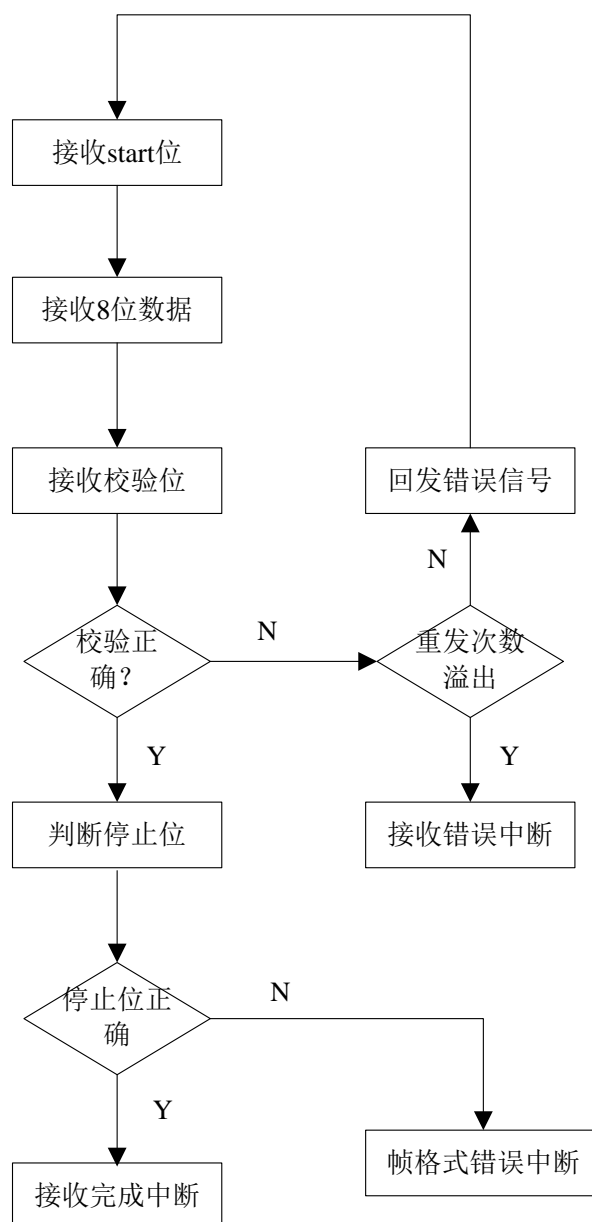 接收start位
接收8位数据
接收校验位
回发错误信号
N
校验正
确？
N
重发次数
溢出
Y
Y
判断停止位
接收错误中断
停止位正
确
N
Y
帧格式错误中断
接收完成中断